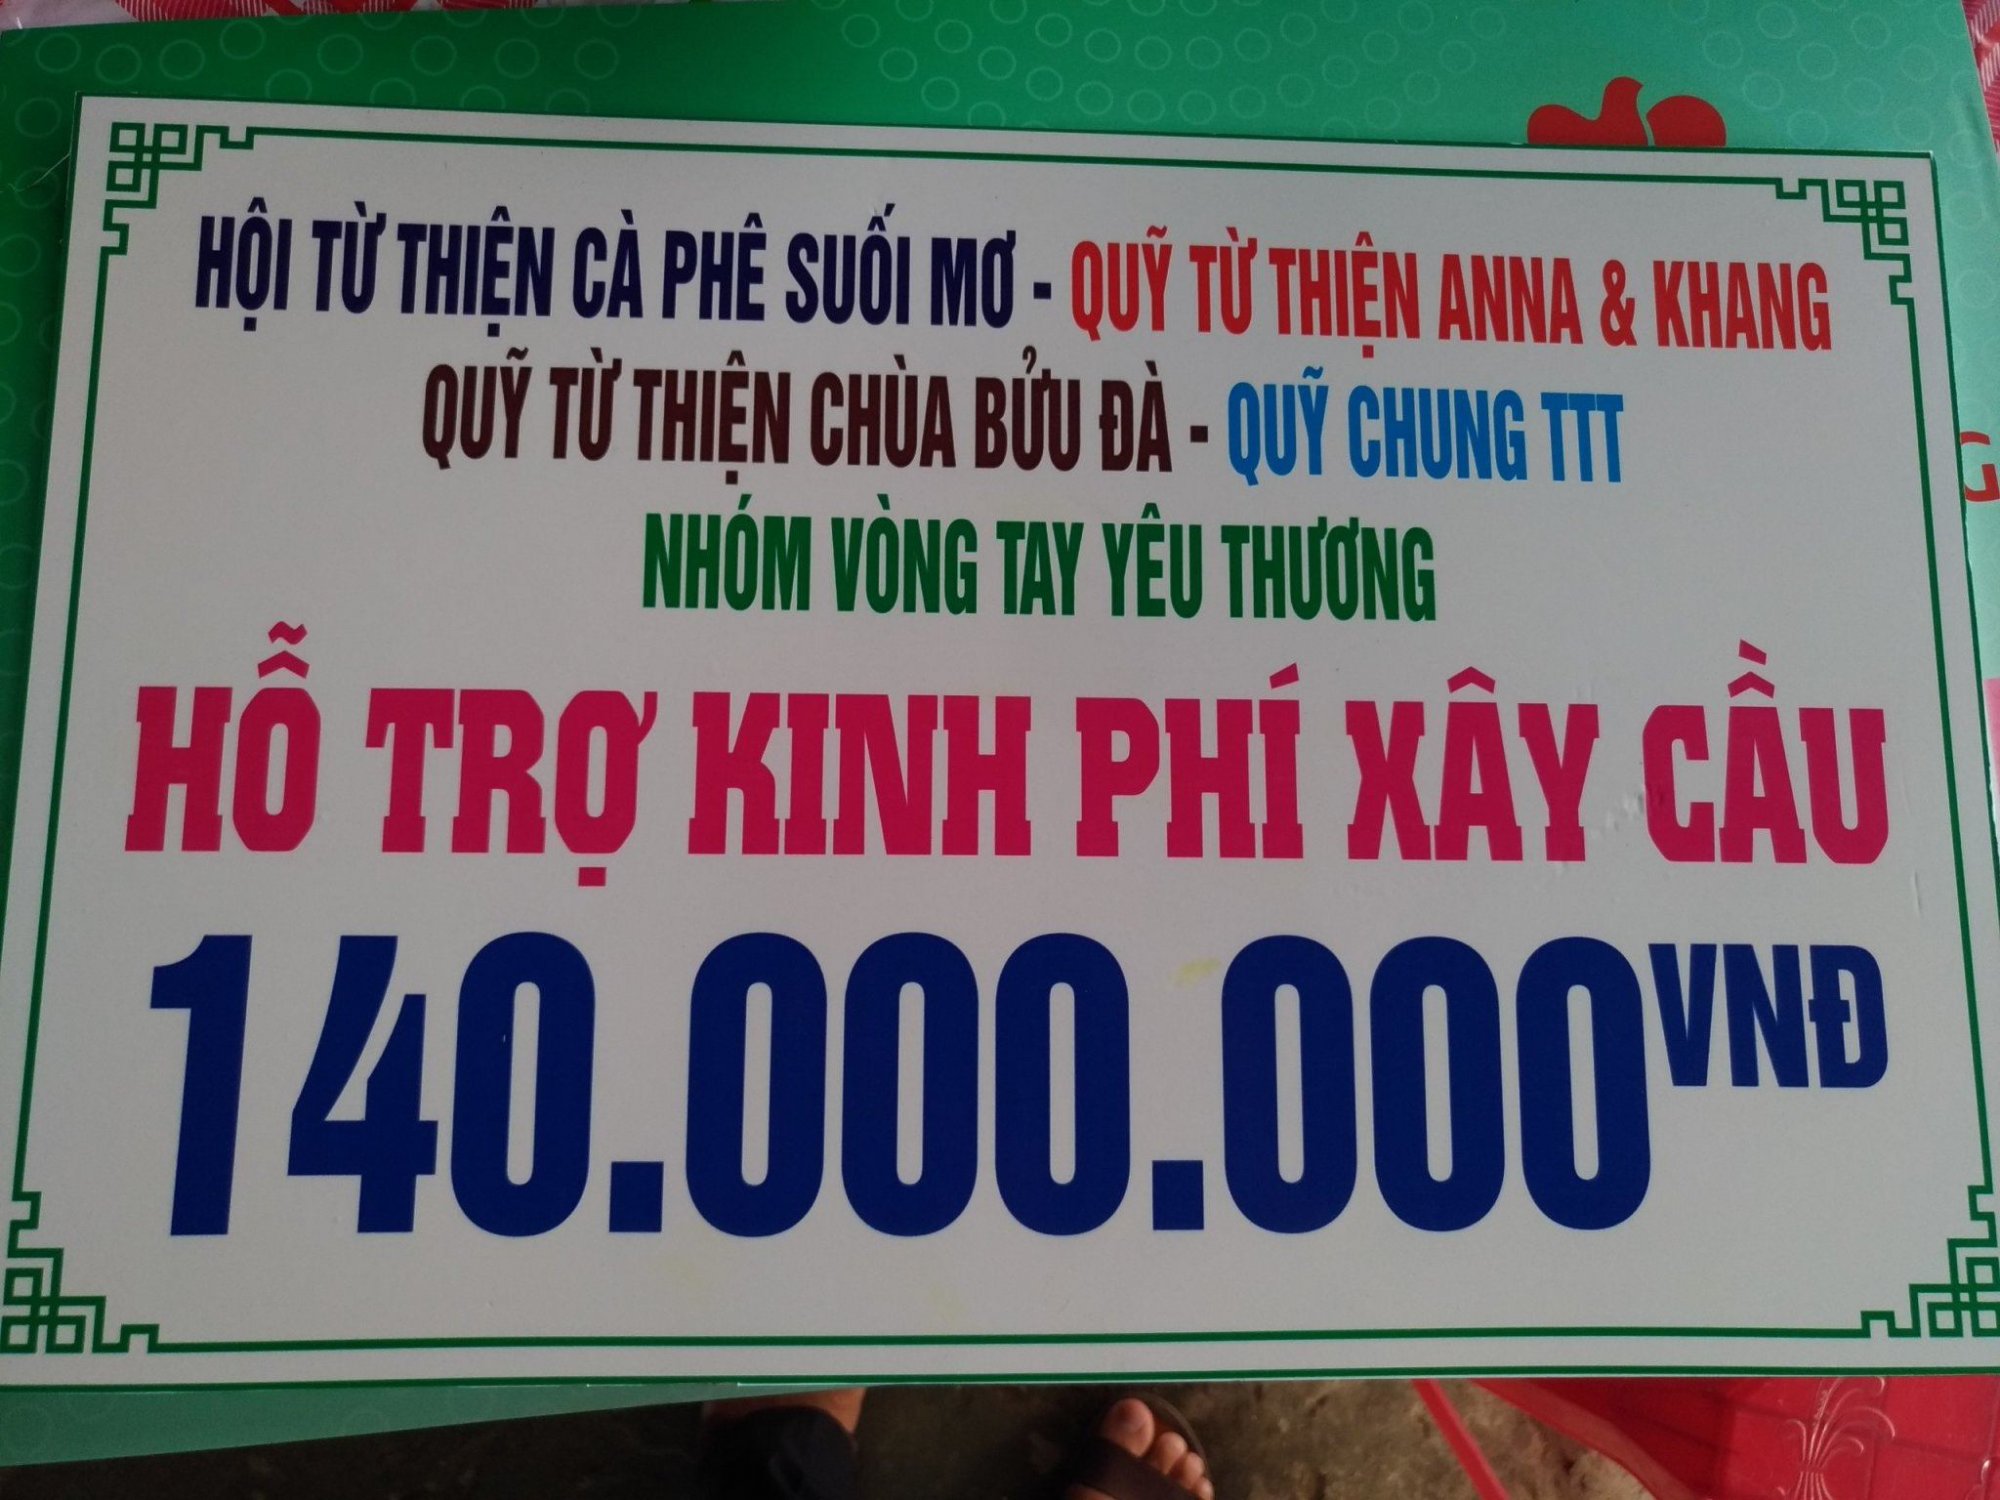 HỘI TỪ THIỆN CÀ PHÊ SUỐI MƠ - QUỸ TỪ THIỆN ANNA & KHANG
QUỸ TỪ THIỆN CHÙA BỬU ĐÀ - QUỸ CHUNG TTT
NHÓM VÒNG TAY YÊU THƯƠNG
HỖ TRỢ KINH PHÍ XÂY CẦU
140.000.000VNĐ